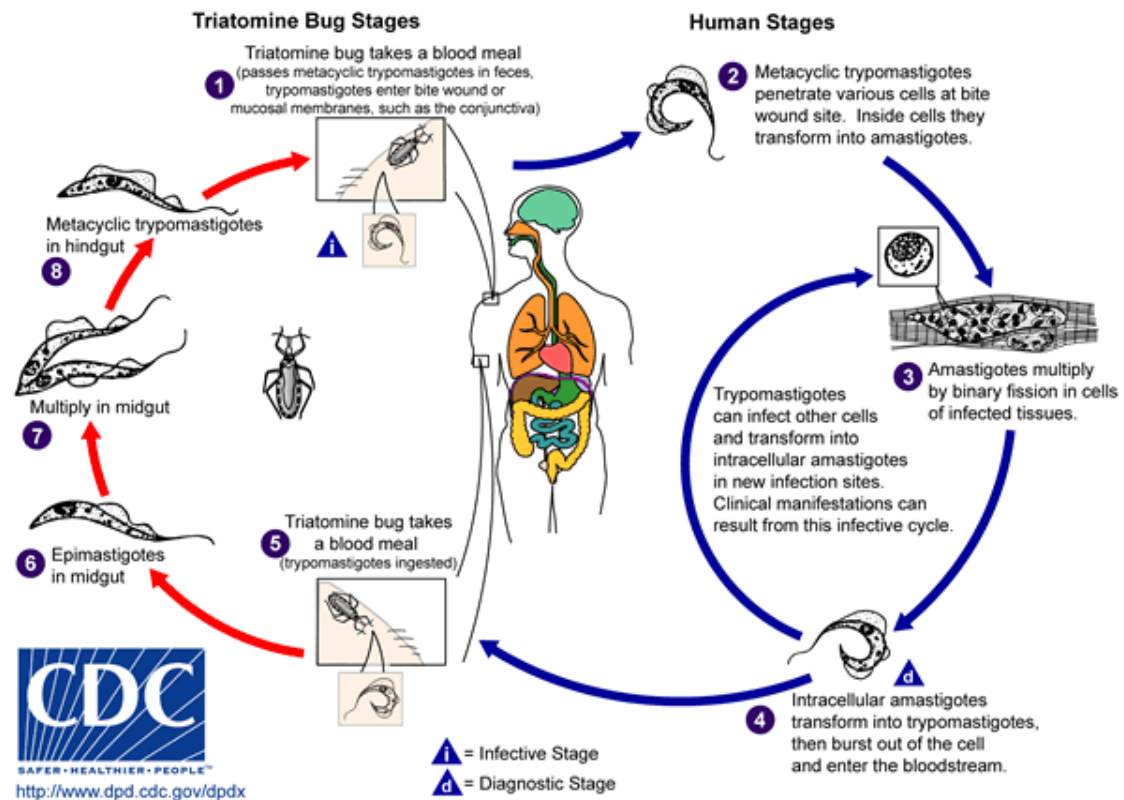 Triatomine Bug Stages
Human Stages
1
Triatomine bug takes a blood meal
(passes metacyclic trypomastigotes in feces,
trypomastigotes enter bite wound or
mucosal membranes, such as the conjunctiva)
2
Metacyclic trypomastigotes
penetrate various cells at bite
wound site. Inside cells they
transform into amastigotes.
i
Metacyclic trypomastigotes
in hindgut
8
3
Amastigotes multiply
by binary fission in cells
of infected tissues.
Trypomastigotes
can infect other cells
and transform into
intracellular amastigotes
in new infection sites.
Clinical manifestations can
result from this infective cycle.
Multiply in midgut
7
5
Triatomine bug takes
a blood meal
(trypomastigotes ingested)
6
Epimastigotes
in midgut
d
4
Intracellular amastigotes
transform into trypomastigotes,
then burst out of the cell
and enter the bloodstream.
i = Infective Stage
d = Diagnostic Stage
CDC
SAFER•HEALTHIER•PEOPLE™
http://www.dpd.cdc.gov/dpdx